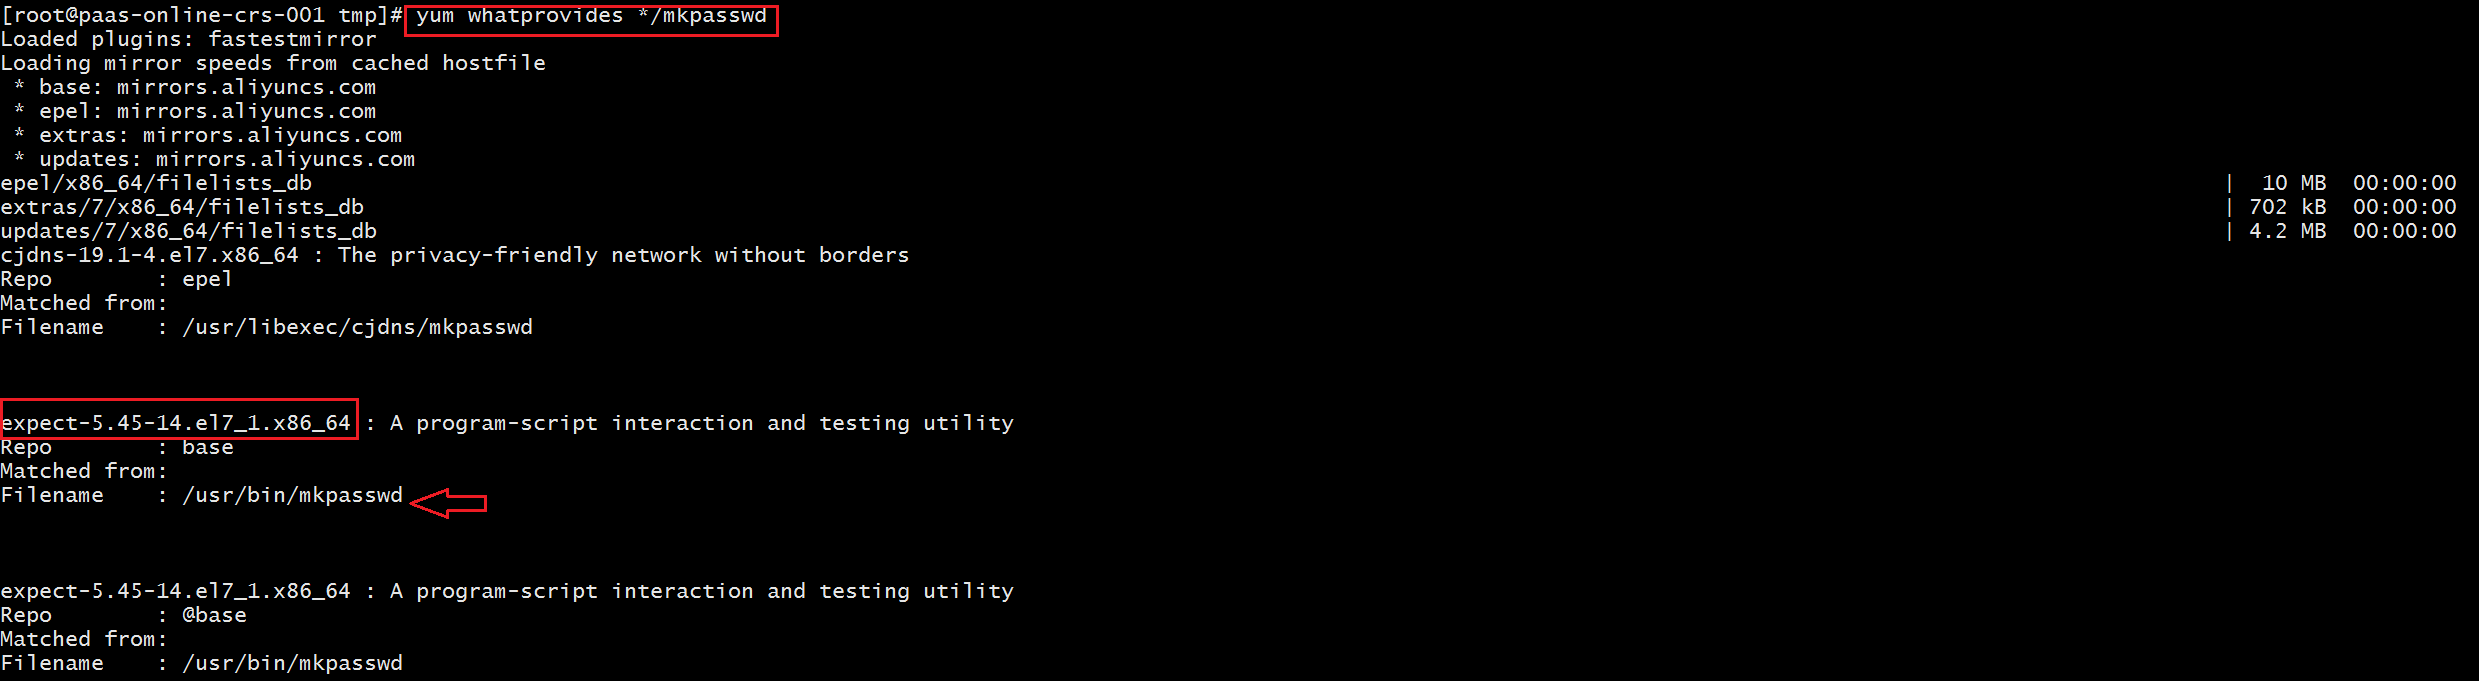 [root@paas-online-crs-001 tmp]# yum whatprovides */mkpasswd
Loaded plugins: fastestmirror
Loading mirror speeds from cached hostfile
 * base: mirrors.aliyuncs.com
 * epel: mirrors.aliyuncs.com
 * extras: mirrors.aliyuncs.com
 * updates: mirrors.aliyuncs.com
epel/x86_64/filelists_db | 10 MB 00:00:00
extras/7/x86_64/filelists_db | 702 kB 00:00:00
updates/7/x86_64/filelists_db | 4.2 MB 00:00:00
cjdns-19.1-4.el7.x86_64 : The privacy-friendly network without borders
Repo        : epel
Matched from:
Filename    : /usr/libexec/cjdns/mkpasswd
expect-5.45-14.el7_1.x86_64 : A program-script interaction and testing utility
Repo        : base
Matched from:
Filename    : /usr/bin/mkpasswd
expect-5.45-14.el7_1.x86_64 : A program-script interaction and testing utility
Repo        : @base
Matched from:
Filename    : /usr/bin/mkpasswd